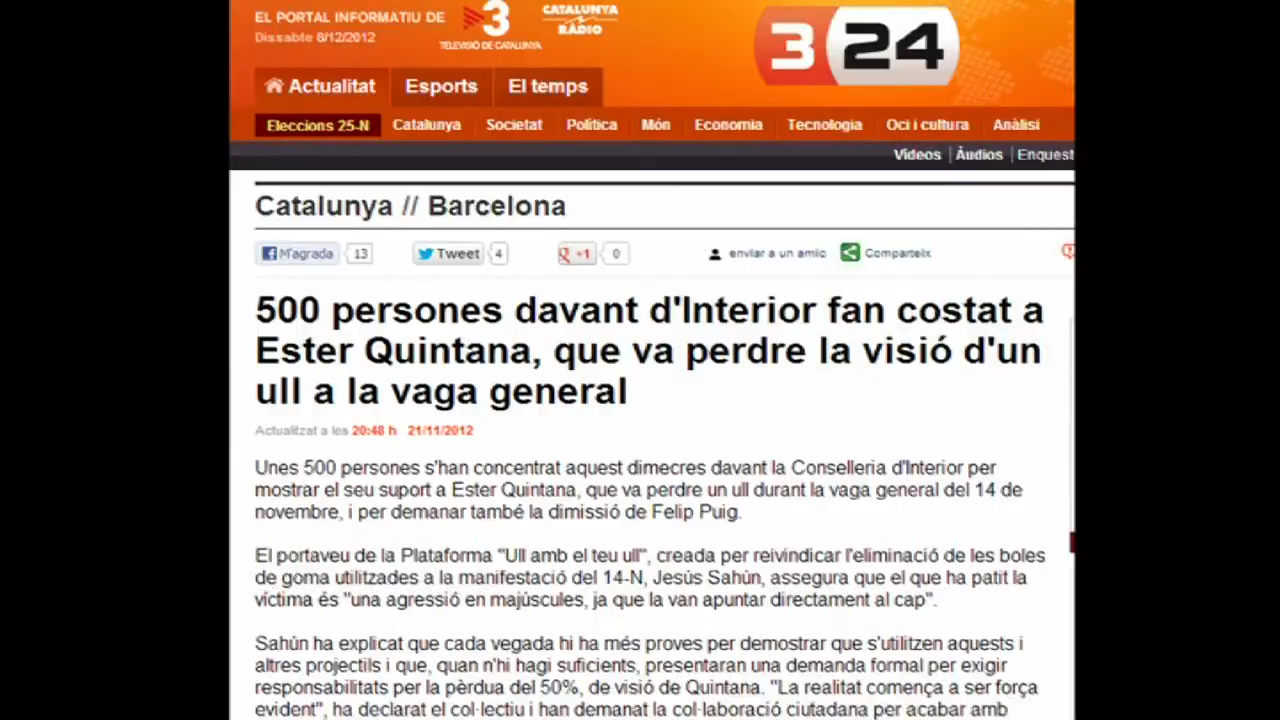 EL PORTAL INFORMATIU DE
Dissabte 8/12/2012
3
TELEVISIÓ DE CATALUNYA
CATALUNYA
RÀDIO
3 24
Actualitat Esports El temps
Eleccions 25-N Catalunya Societat Política Món Economia Tecnologia Oci i cultura Anàlisi
Vídeos Àudios Enquest
Catalunya // Barcelona
M'agrada 13 Tweet 4 +1 0 enviar a un amic Comparteix
500 persones davant d'Interior fan costat a
Ester Quintana, que va perdre la visió d'un
ull a la vaga general
Actualitzat a les 20:48 h 21/11/2012
Unes 500 persones s'han concentrat aquest dimecres davant la Conselleria d'Interior per
mostrar el seu suport a Ester Quintana, que va perdre un ull durant la vaga general del 14 de
novembre, i per demanar també la dimissió de Felip Puig.
El portaveu de la Plataforma "Ull amb el teu ull", creada per reivindicar l'eliminació de les boles
de goma utilitzades a la manifestació del 14-N, Jesús Sahún, assegura que el que ha patit la
víctima és "una agressió en majúscules, ja que la van apuntar directament al cap".
Sahún ha explicat que cada vegada hi ha més proves per demostrar que s'utilitzen aquests i
altres projectils i que, quan n'hi hagi suficients, presentaran una demanda formal per exigir
responsabilitats per la pèrdua del 50%, de visió de Quintana. "La realitat comença a ser força
evident", ha declarat el col·lectiu i han demanat la col·laboració ciutadana per acabar amb